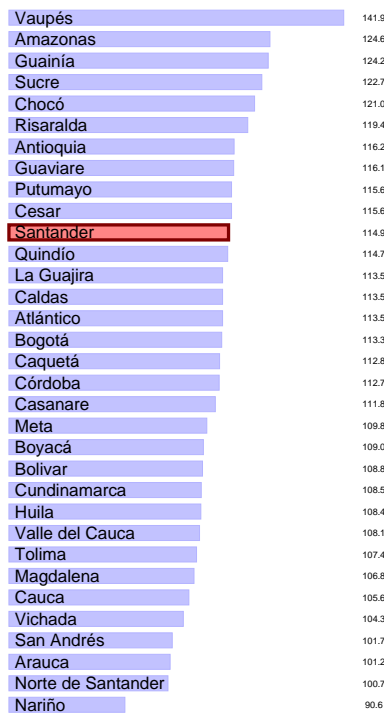 Vaupés 141.9
Amazonas 124.6
Guainía 124.2
Sucre 122.7
Chocó 121.0
Risaralda 119.4
Antioquia 116.2
Guaviare 116.1
Putumayo 115.6
Cesar 115.6
Santander 114.9
Quindío 114.7
La Guajira 113.5
Caldas 113.5
Atlántico 113.5
Bogotá 113.3
Caquetá 112.8
Córdoba 112.7
Casanare 111.8
Meta 109.8
Boyacá 109.0
Bolivar 108.8
Cundinamarca 108.5
Huila 108.4
Valle del Cauca 108.1
Tolima 107.4
Magdalena 106.8
Cauca 105.6
Vichada 104.3
San Andrés 101.7
Arauca 101.2
Norte de Santander 100.7
Nariño 90.6